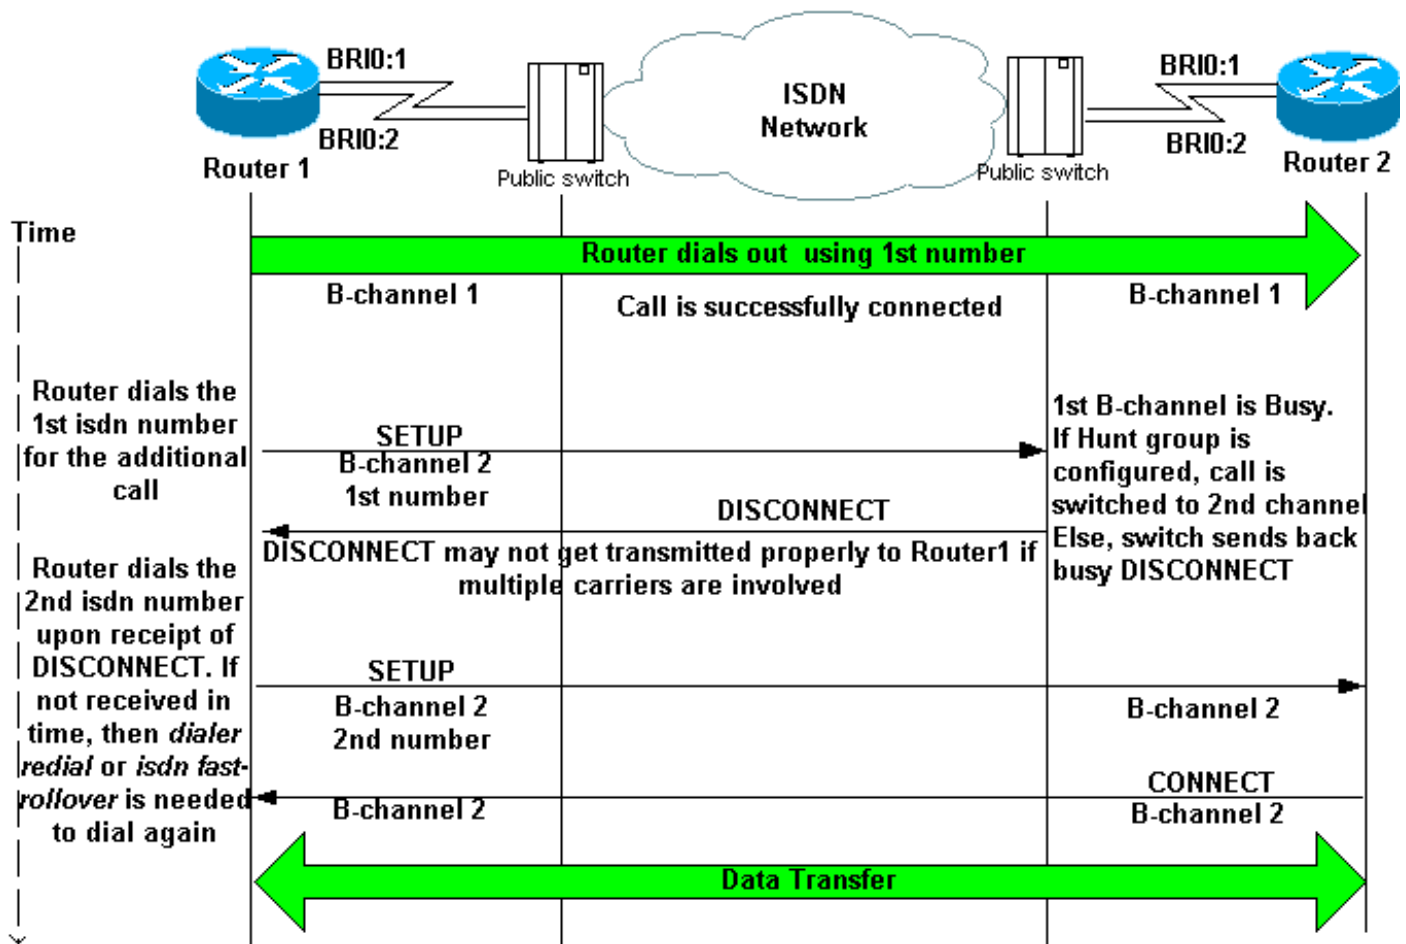 BRI0:1
BRI0:2
Router 1
Public switch
ISDN
Network
Public switch
BRI0:1
BRI0:2
Router 2
Time
Router dials out using 1st number
B-channel 1
Call is successfully connected
B-channel 1
Router dials the
1st isdn number
for the additional
call
SETUP
B-channel 2
1st number
1st B-channel is Busy.
If Hunt group is
configured, call is
switched to 2nd channel
Else, switch sends back
busy DISCONNECT
DISCONNECT
DISCONNECT may not get transmitted properly to Router1 if
multiple carriers are involved
Router dials the
2nd isdn number
upon receipt of
DISCONNECT. If
not received in
time, then dialer
redial or isdn fast-
rollover is needed
to dial again
SETUP
B-channel 2
2nd number
B-channel 2
CONNECT
B-channel 2
B-channel 2
Data Transfer